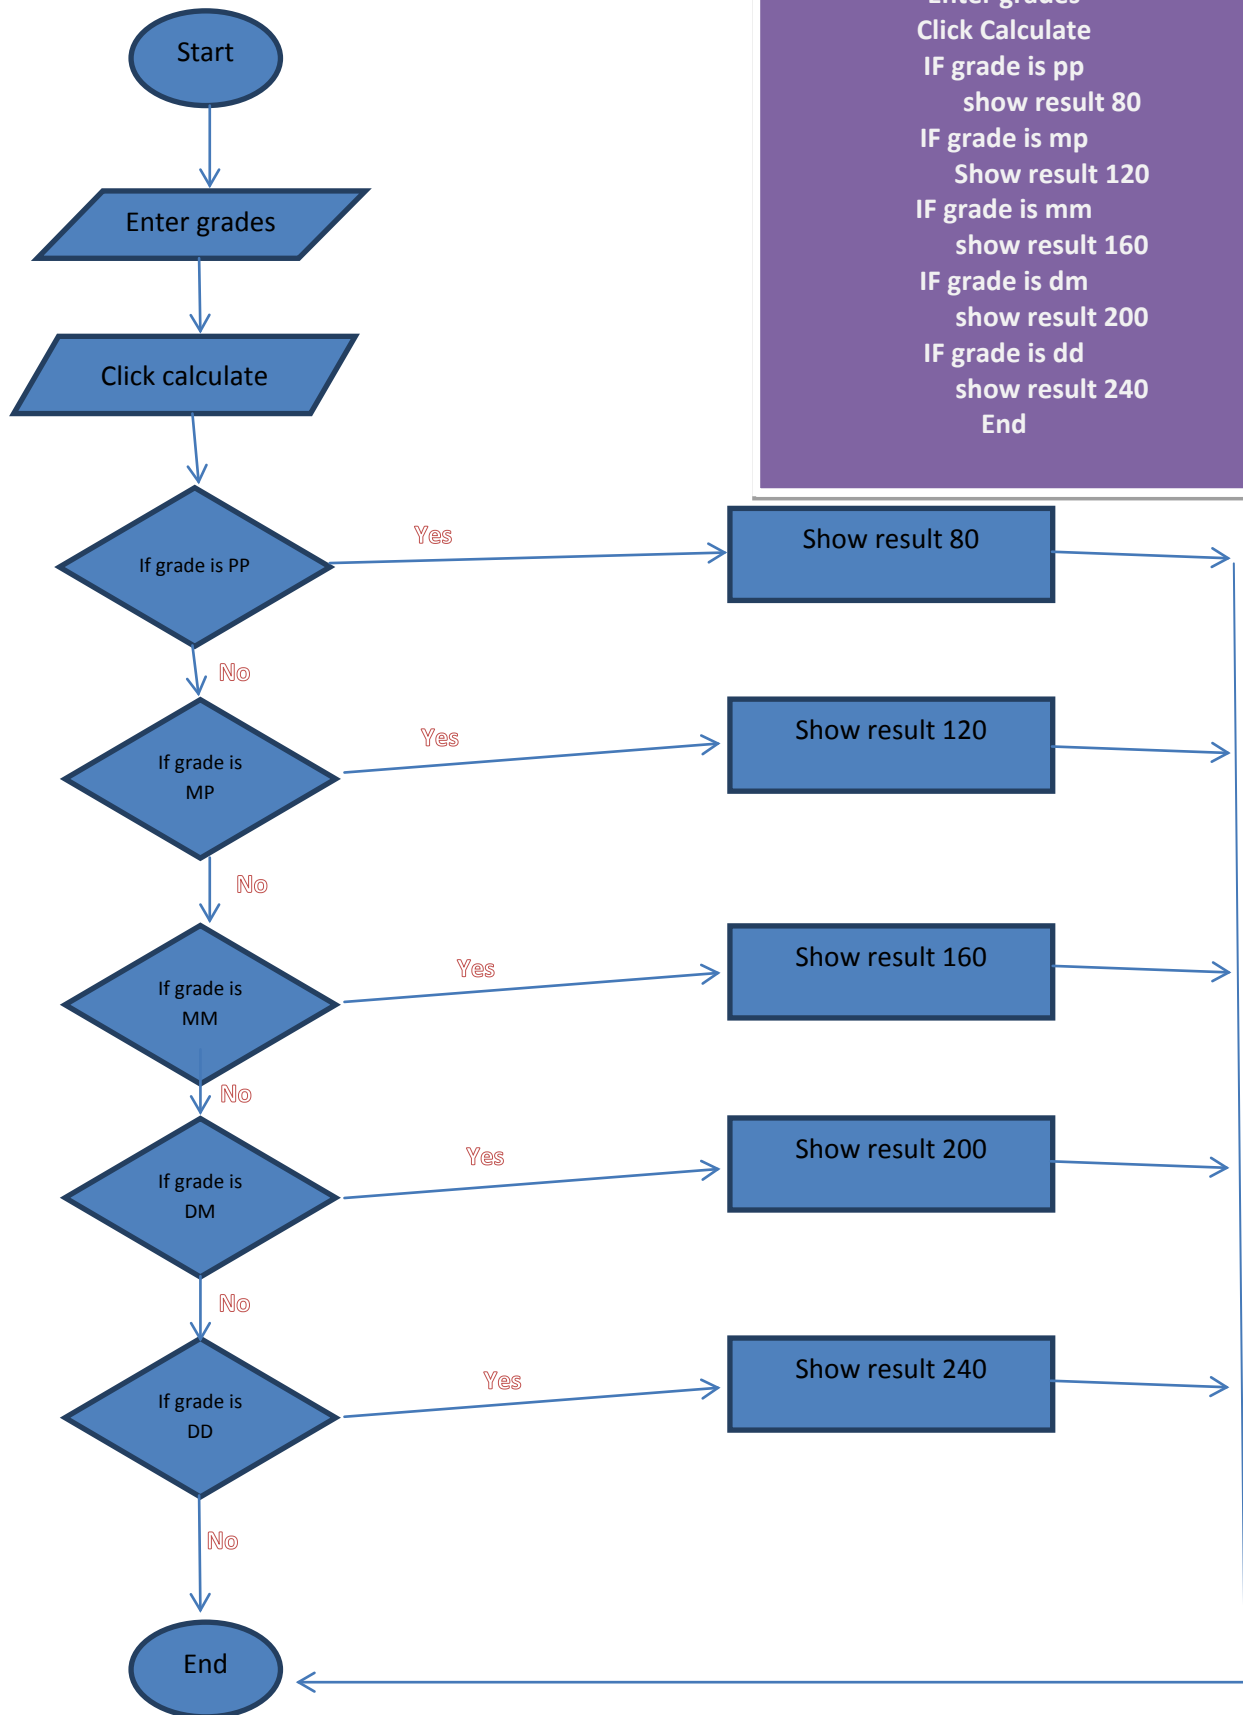 Start
Enter grades
Click calculate
If grade is PP
Yes
Show result 80
No
If grade is
MP
Yes
Show result 120
No
If grade is
MM
Yes
Show result 160
No
If grade is
DM
Yes
Show result 200
No
If grade is
DD
Yes
Show result 240
No
End
Enter grades
Click Calculate
IF grade is pp
show result 80
IF grade is mp
Show result 120
IF grade is mm
show result 160
IF grade is dm
show result 200
IF grade is dd
show result 240
End